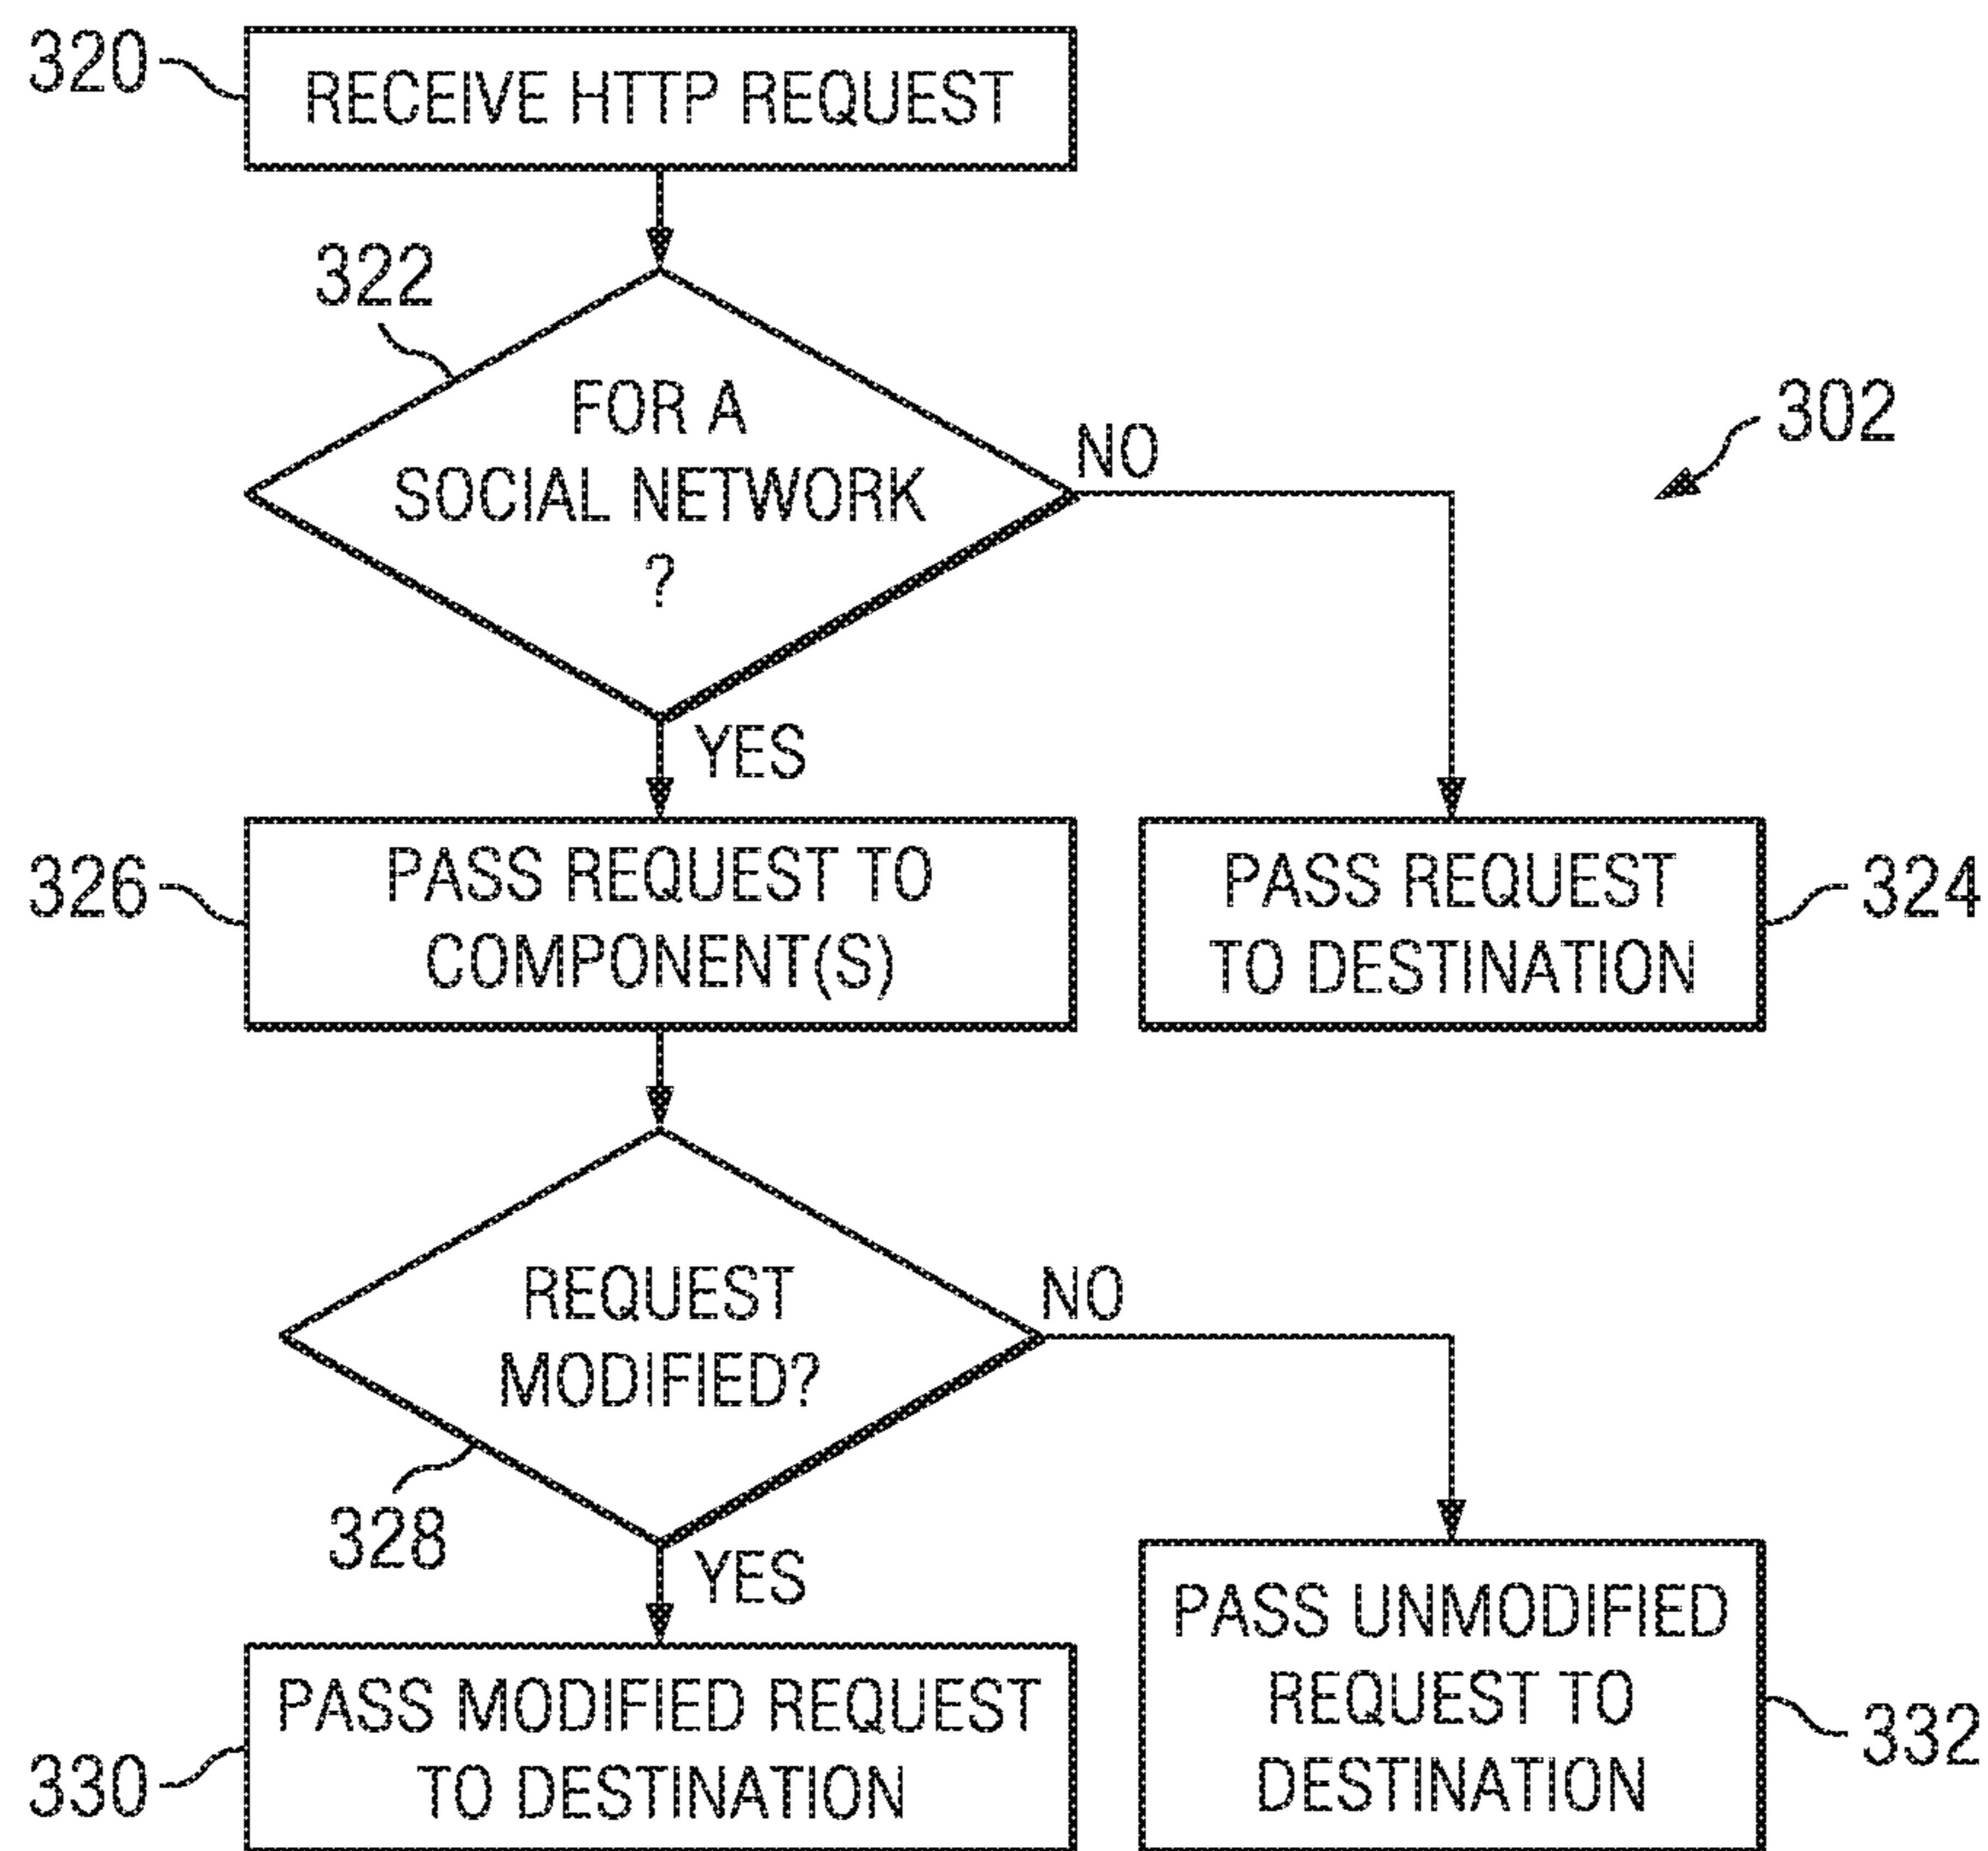 320
RECEIVE HTTP REQUEST
322
FOR A
SOCIAL NETWORK
?
NO
302
YES
326
PASS REQUEST TO
COMPONENT(S)
PASS REQUEST
TO DESTINATION
324
REQUEST
MODIFIED?
NO
328
YES
330
PASS MODIFIED REQUEST
TO DESTINATION
PASS UNMODIFIED
REQUEST TO
DESTINATION
332